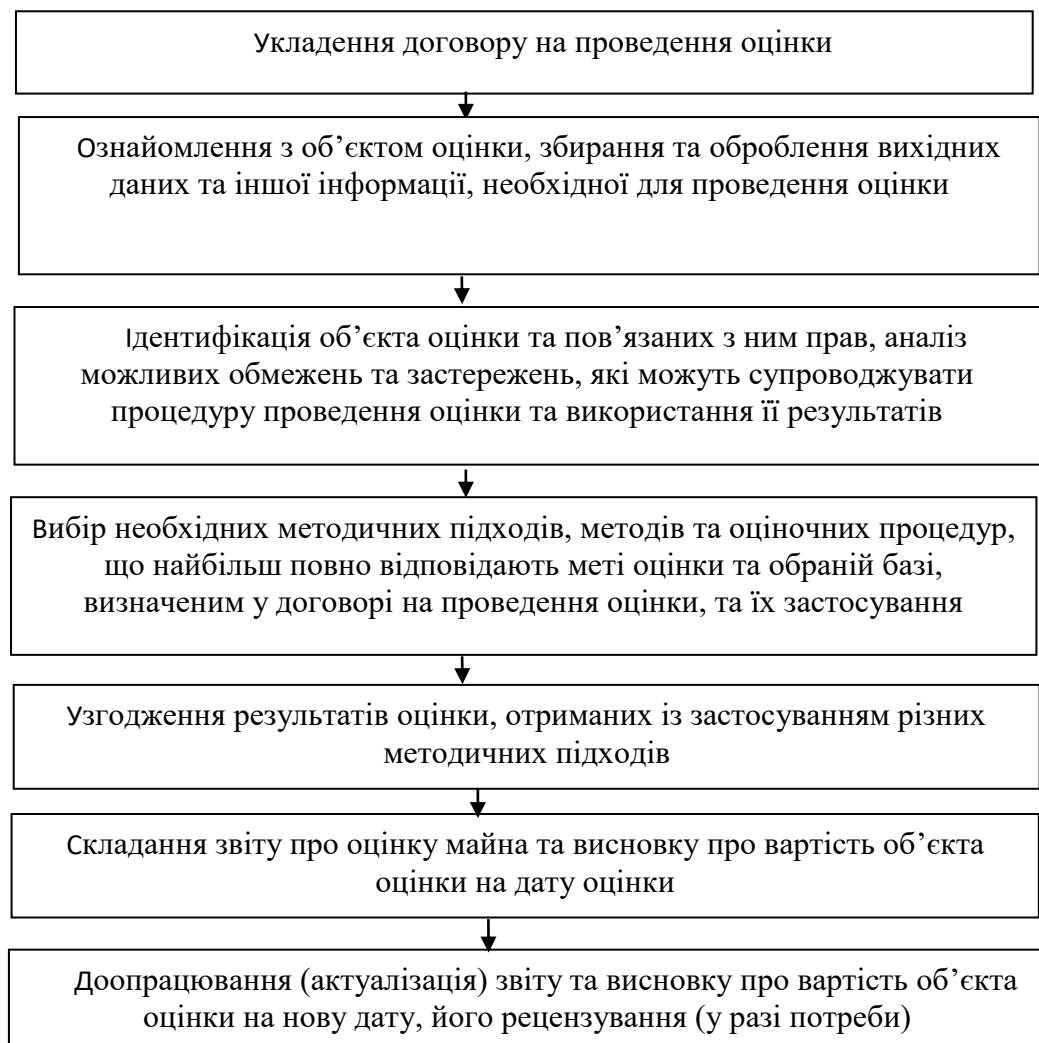 Укладення договору на проведення оцінки
Ознайомлення з об’єктом оцінки, збирання та оброблення вихідних
даних та іншої інформації, необхідної для проведення оцінки
Ідентифікація об’єкта оцінки та пов’язаних з ним прав, аналіз
можливих обмежень та застережень, які можуть супроводжувати
процедуру проведення оцінки та використання її результатів
Вибір необхідних методичних підходів, методів та оціночних процедур,
що найбільш повно відповідають меті оцінки та обраній базі,
визначеним у договорі на проведення оцінки, та їх застосування
Узгодження результатів оцінки, отриманих із застосуванням різних
методичних підходів
Складання звіту про оцінку майна та висновку про вартість об’єкта
оцінки на дату оцінки
Доопрацювання (актуалізація) звіту та висновку про вартість об’єкта
оцінки на нову дату, його рецензування (у разі потреби)